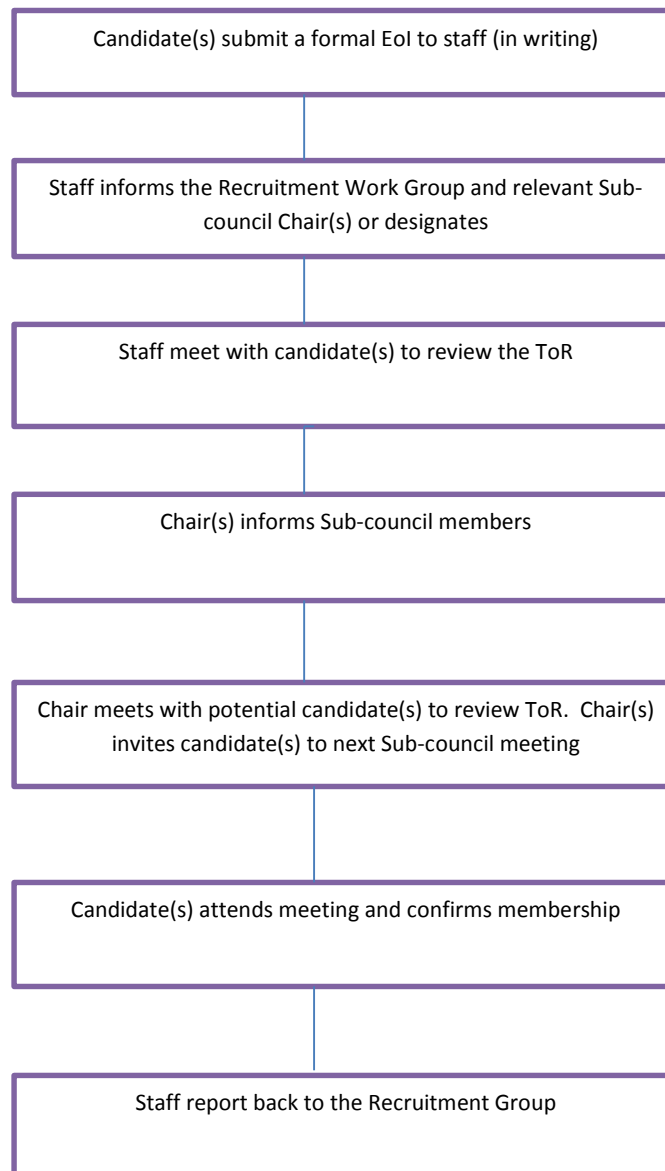 Candidate(s) submit a formal EoI to staff (in writing)
Staff informs the Recruitment Work Group and relevant Sub-
council Chair(s) or designates
Staff meet with candidate(s) to review the ToR
Chair(s) informs Sub-council members
Chair meets with potential candidate(s) to review ToR.  Chair(s)
invites candidate(s) to next Sub-council meeting
Candidate(s) attends meeting and confirms membership
Staff report back to the Recruitment Group